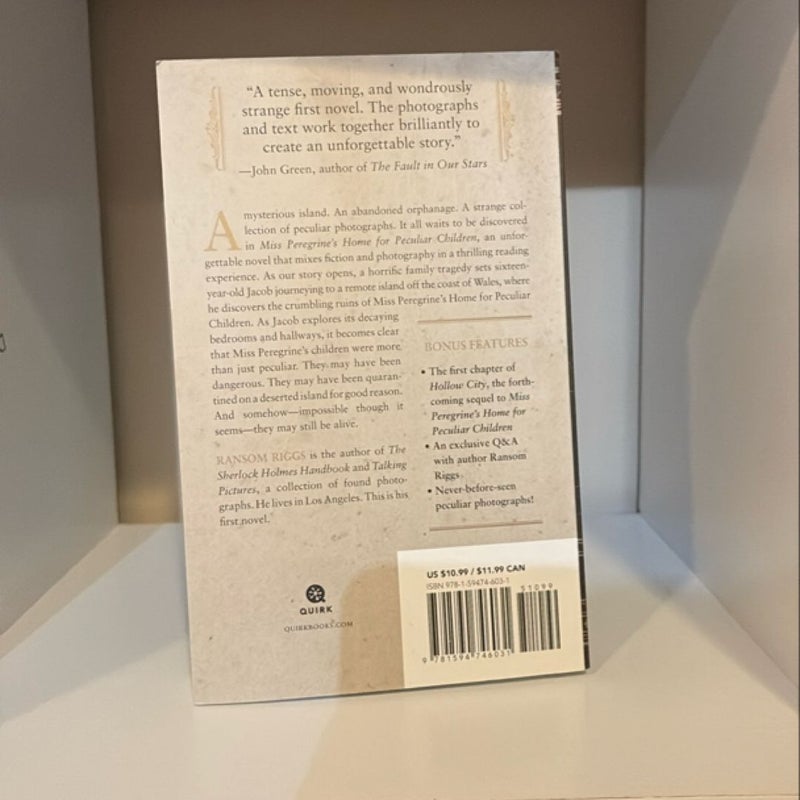 “A tense, moving, and wondrously
strange first novel. The photographs
and text work together brilliantly to
create an unforgettable story.”
—John Green, author of The Fault in Our Stars
A mysterious island. An abandoned orphanage. A strange col-
lection of peculiar photographs. It all waits to be discovered
in Miss Peregrine's Home for Peculiar Children, an unfor-
gettable novel that mixes fiction and photography in a thrilling reading
experience. As our story opens, a horrific family tragedy sets sixteen-
year-old Jacob journeying to a remote island off the coast of Wales, where
he discovers the crumbling ruins of Miss Peregrine's Home for Peculiar
Children. As Jacob explores its decaying
bedrooms and hallways, it becomes clear
that Miss Peregrine's children were more
than just peculiar. They may have been
dangerous. They may have been quaran-
tined on a deserted island for good reason.
And somehow—impossible though it
seems—they may still be alive.
RANSOM RIGGS is the author of The
Sherlock Holmes Handbook and Talking
Pictures, a collection of found photo-
graphs. He lives in Los Angeles. This is his
first novel.
BONUS FEATURES
• The first chapter of
Hollow City, the forth-
coming sequel to Miss
Peregrine's Home for
Peculiar Children
• An exclusive Q&A
with author Ransom
Riggs
• Never-before-seen
peculiar photographs!
QUIRK
QUIRKBOOKS.COM
US $10.99 / $11.99 CAN
ISBN 978-1-59474-603-1
51099
9 781594 746031